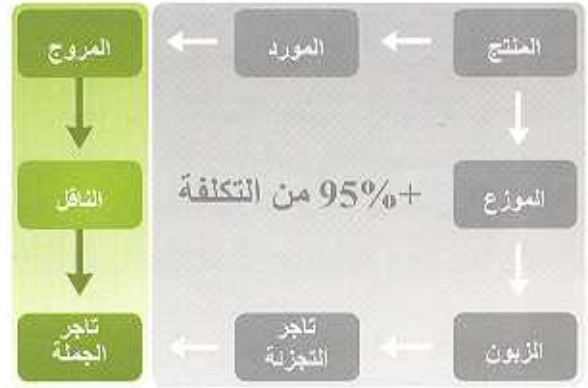 المنتج
المورد
المروج
الموزع
+95% من التكلفة
الناقل
الزبون
تاجر
التجزئة
تاجر
الجملة